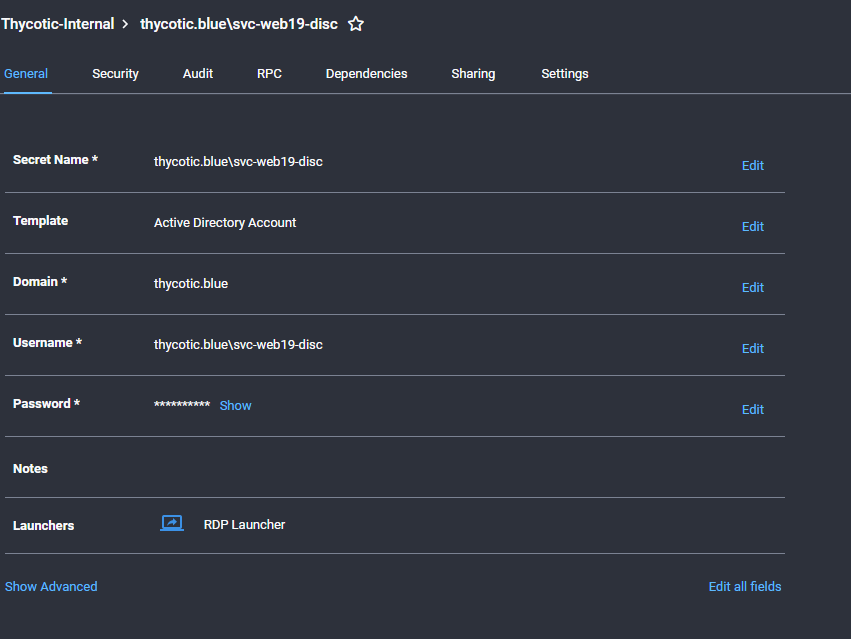 Thycotic-Internal > thycotic.blue\svc-web19-disc
General Security Audit RPC Dependencies Sharing Settings
Secret Name * thycotic.blue\svc-web19-disc Edit
Template Active Directory Account Edit
Domain * thycotic.blue Edit
Username * thycotic.blue\svc-web19-disc Edit
Password * ********** Show Edit
Notes
Launchers RDP Launcher
Show Advanced Edit all fields